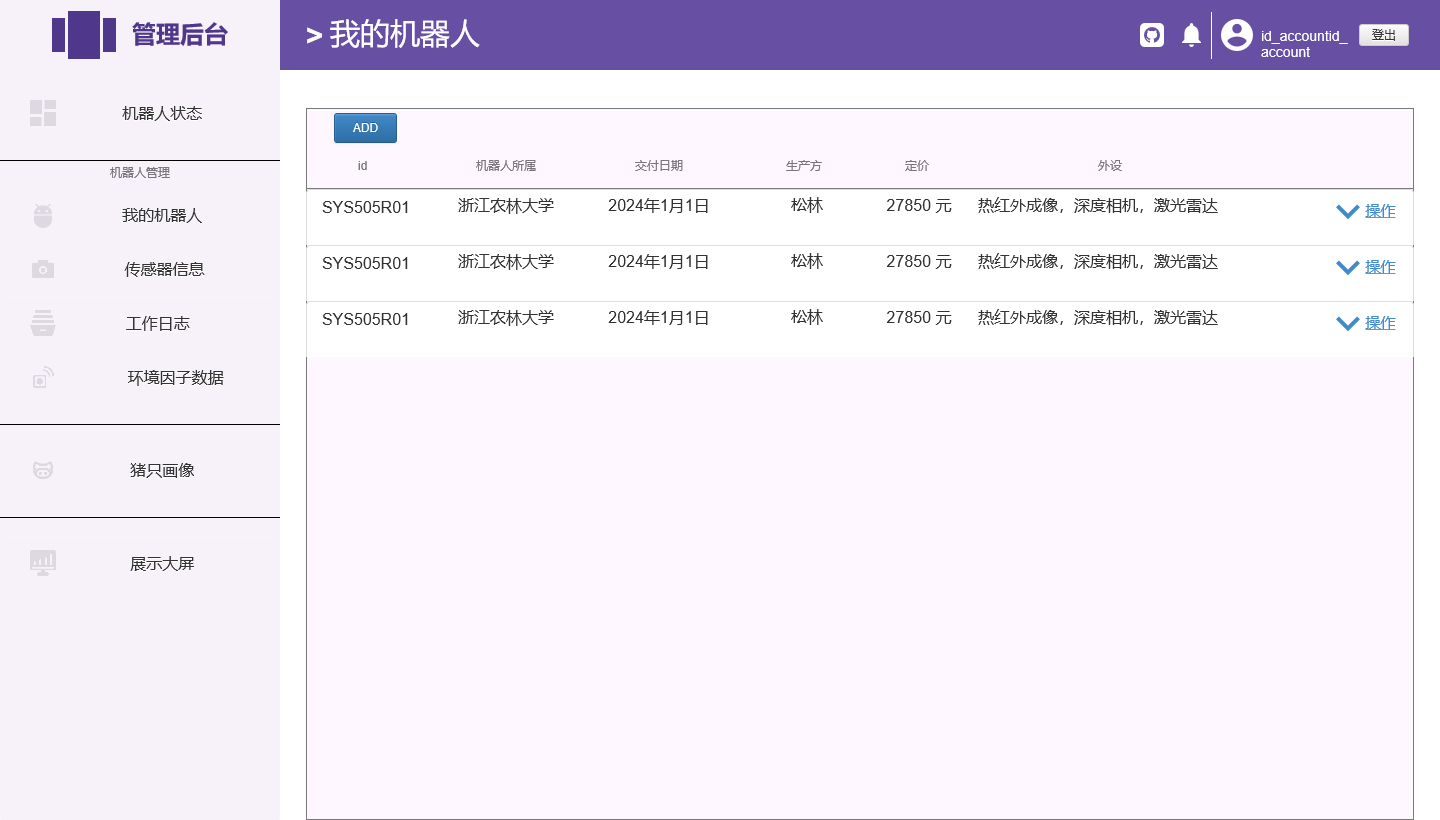 管理后台
> 我的机器人
id_accountid_
account
登出
机器人状态
机器人管理
我的机器人
传感器信息
工作日志
环境因子数据
猪只画像
展示大屏
ADD
id 机器人所属 交付日期 生产方 定价 外设
SYS505R01 浙江农林大学 2024年1月1日 松林 27850 元 热红外成像，深度相机，激光雷达 操作
SYS505R01 浙江农林大学 2024年1月1日 松林 27850 元 热红外成像，深度相机，激光雷达 操作
SYS505R01 浙江农林大学 2024年1月1日 松林 27850 元 热红外成像，深度相机，激光雷达 操作